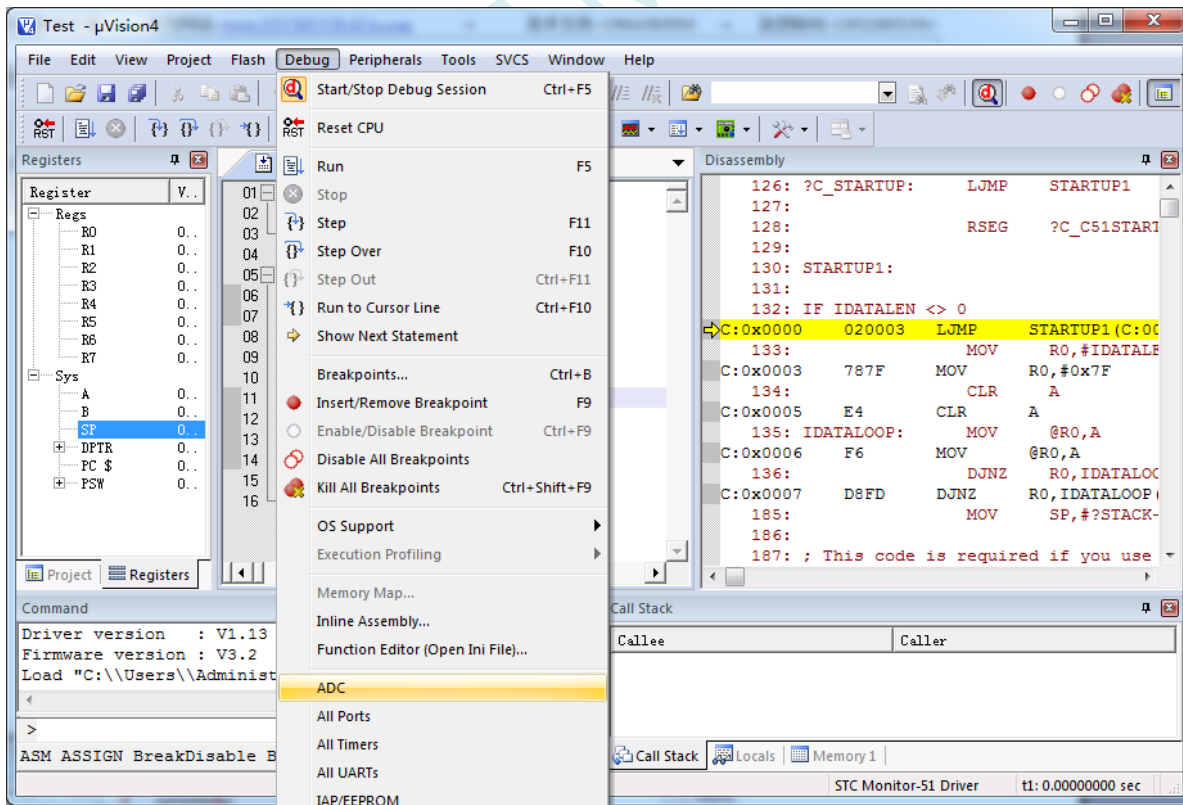 Test - µVision4
File Edit View Project Flash Debug Peripherals Tools SVCS Window Help
Start/Stop Debug Session Ctrl+F5
Reset CPU
Run F5
Stop
Step F11
Step Over F10
Step Out Ctrl+F11
Run to Cursor Line Ctrl+F10
Show Next Statement
Breakpoints... Ctrl+B
Insert/Remove Breakpoint F9
Enable/Disable Breakpoint Ctrl+F9
Disable All Breakpoints
Kill All Breakpoints Ctrl+Shift+F9
OS Support
Execution Profiling
Memory Map...
Inline Assembly...
Function Editor (Open Ini File)...
ADC
All Ports
All Timers
All UARTs
IAP/EEPROM
RST
RST
Registers
Register V..
Regs
R0 0..
R1 0..
R2 0..
R3 0..
R4 0..
R5 0..
R6 0..
R7 0..
Sys
A 0..
B 0..
SP 0..
DPTR 0..
PC $ 0..
PSW 0..
Project Registers
01
02
03
04
05
06
07
08
09
10
11
12
13
14
15
16
Disassembly
126: ?C_STARTUP: LJMP STARTUP1
127:
128: RSEG ?C_C51START
129:
130: STARTUP1:
131:
132: IF IDATALEN <> 0
C:0x0000 020003 LJMP STARTUP1(C:00
133: MOV R0,#IDATALE
C:0x0003 787F MOV R0,#0x7F
134: CLR A
C:0x0005 E4 CLR A
135: IDATALOOP: MOV @R0,A
C:0x0006 F6 MOV @R0,A
136: DJNZ R0,IDATALOO
C:0x0007 D8FD DJNZ R0,IDATALOOP(
185: MOV SP,#?STACK-
186:
187: ; This code is required if you use
Command
Driver version : V1.13
Firmware version : V3.2
Load "C:\\Users\\Administ
>
ASM ASSIGN BreakDisable B
Call Stack
Callee Caller
Call Stack Locals Memory 1
STC Monitor-51 Driver t1: 0.00000000 sec